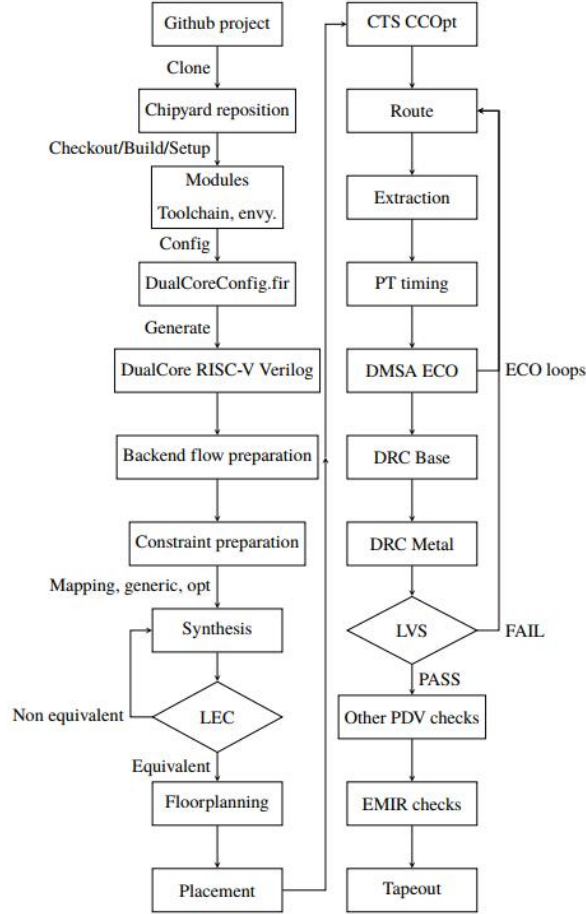 Github project
Clone
Chipyard reposition
Checkout/Build/Setup
Modules
Toolchain, envy.
Config
DualCoreConfig.fir
Generate
DualCore RISC-V Verilog
Backend flow preparation
Constraint preparation
Mapping, generic, opt
Synthesis
LEC
Non equivalent
Equivalent
Floorplanning
Placement
CTS CCOpt
Route
Extraction
PT timing
DMSA ECO
ECO loops
DRC Base
DRC Metal
LVS
FAIL
PASS
Other PDV checks
EMIR checks
Tapeout